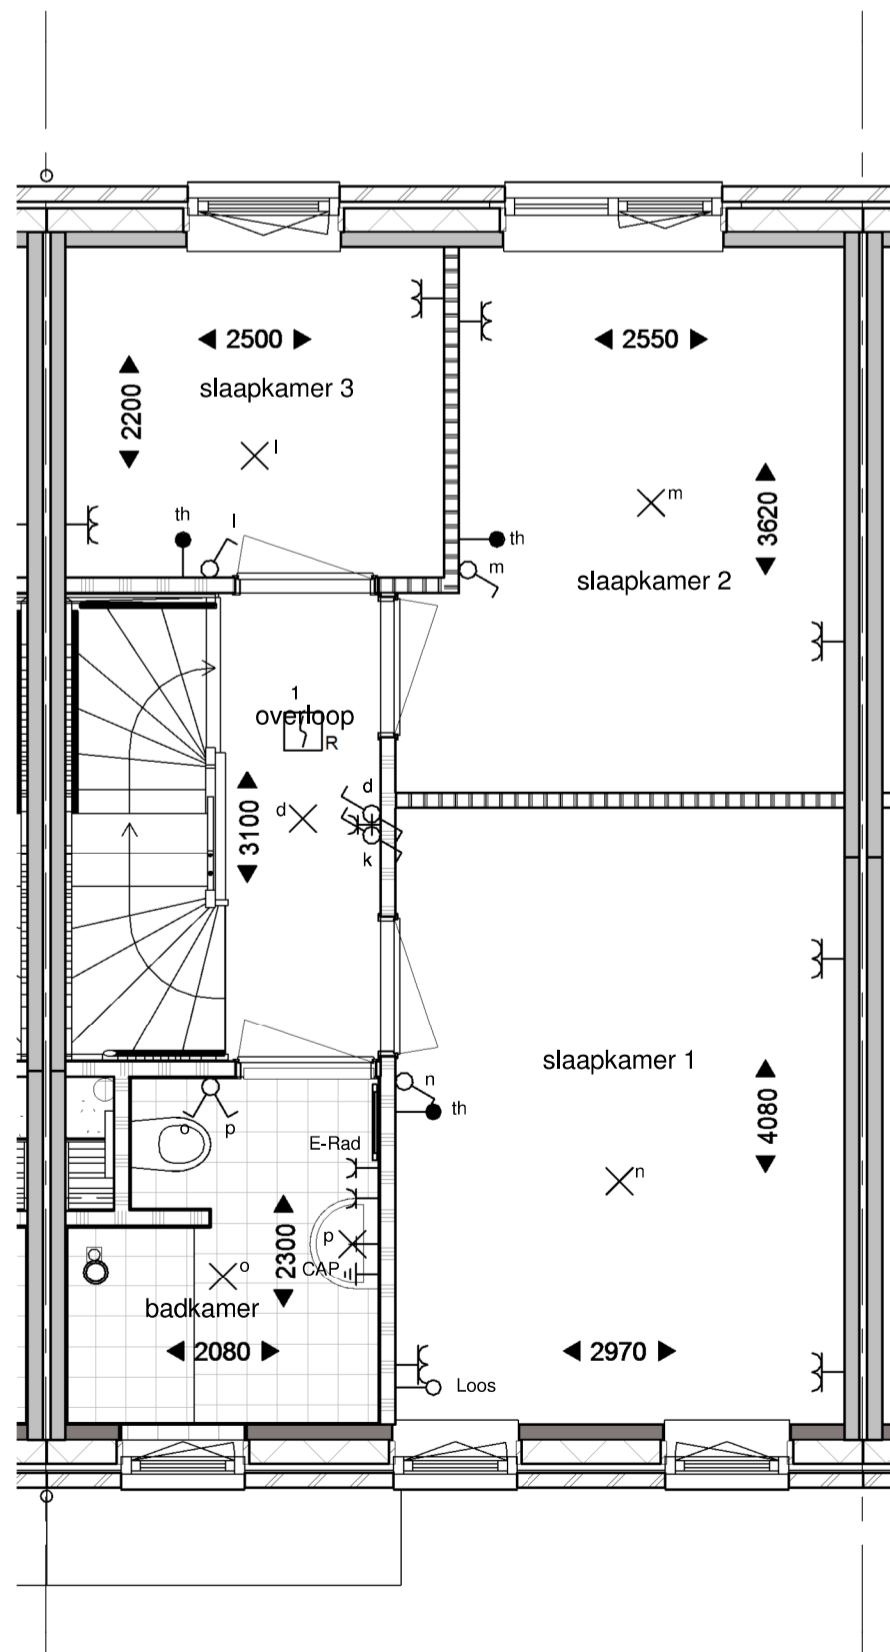 2500
2550
slaapkamer 3
2200
l
m
3620
th
l
th
m
slaapkamer 2
1
overloop
R
d
d
3100
k
slaapkamer 1
n
th
4080
o
p
E-Rad
n
p
2300
o
CAP
badkamer
2080
2970
Loos